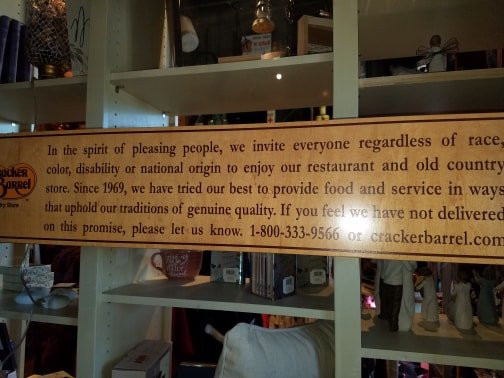 Cracker
Barrel
In the spirit of pleasing people, we invite everyone regardless of race,
color, disability or national origin to enjoy our restaurant and old country
store. Since 1969, we have tried our best to provide food and service in ways
that uphold our traditions of genuine quality. If you feel we have not delivered
on this promise, please let us know. 1-800-333-9566 or crackerbarrel.com